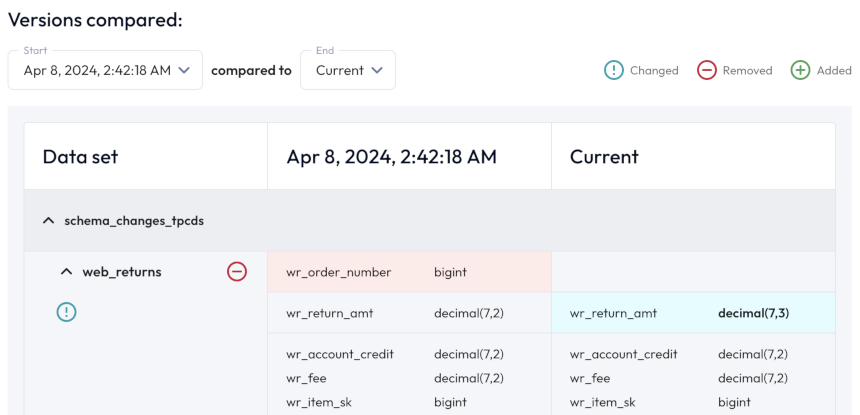 Versions compared:
Start
Apr 8, 2024, 2:42:18 AM
compared to
End
Current
Changed
Removed
Added
Data set
Apr 8, 2024, 2:42:18 AM
Current
schema_changes_tpcds
web_returns
wr_order_number bigint
wr_return_amt decimal(7,2) wr_return_amt decimal(7,3)
wr_account_credit decimal(7,2) wr_account_credit decimal(7,2)
wr_fee decimal(7,2) wr_fee decimal(7,2)
wr_item_sk bigint wr_item_sk bigint